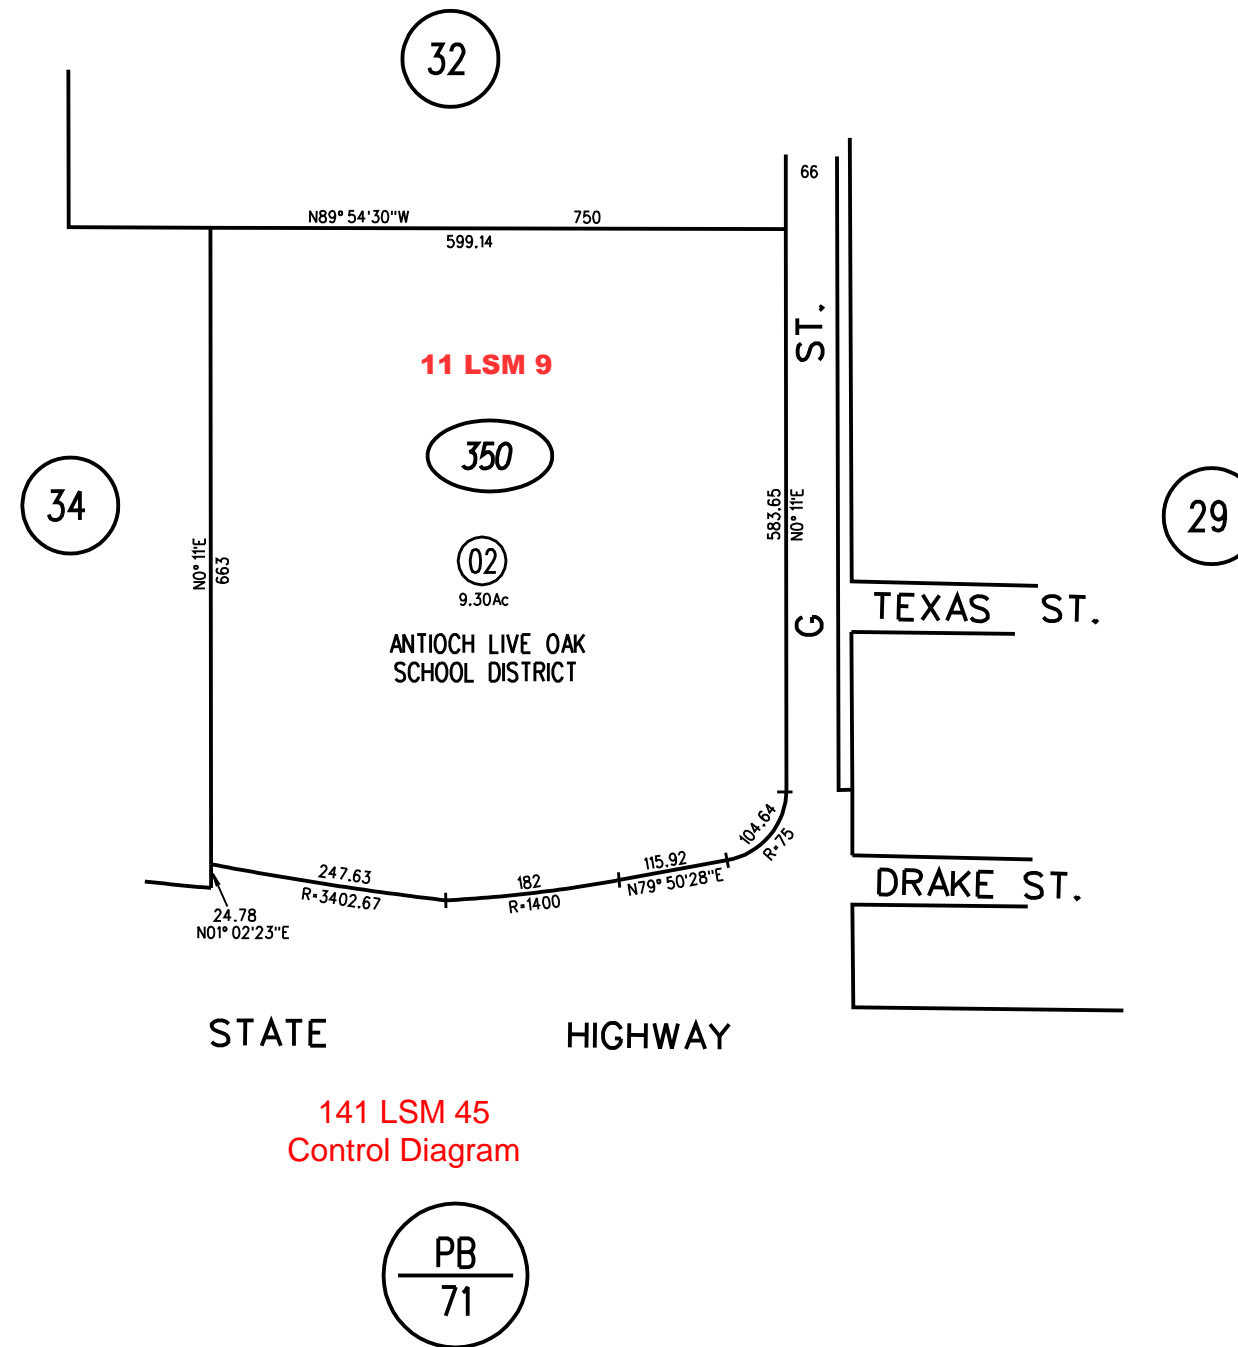 32
66
N89° 54'30"W
750
599.14
ST.
11 LSM 9
350
34
583.65
N0° 11'E
29
N0° 11'E
663
02
9.30Ac
G
TEXAS ST.
ANTIOCH LIVE OAK
SCHOOL DISTRICT
104.64
R=75
247.63
R=3402.67
182
R=1400
115.92
N79° 50'28"E
DRAKE ST.
24.78
N01° 02'23"E
STATE HIGHWAY
141 LSM 45
Control Diagram
PB
71